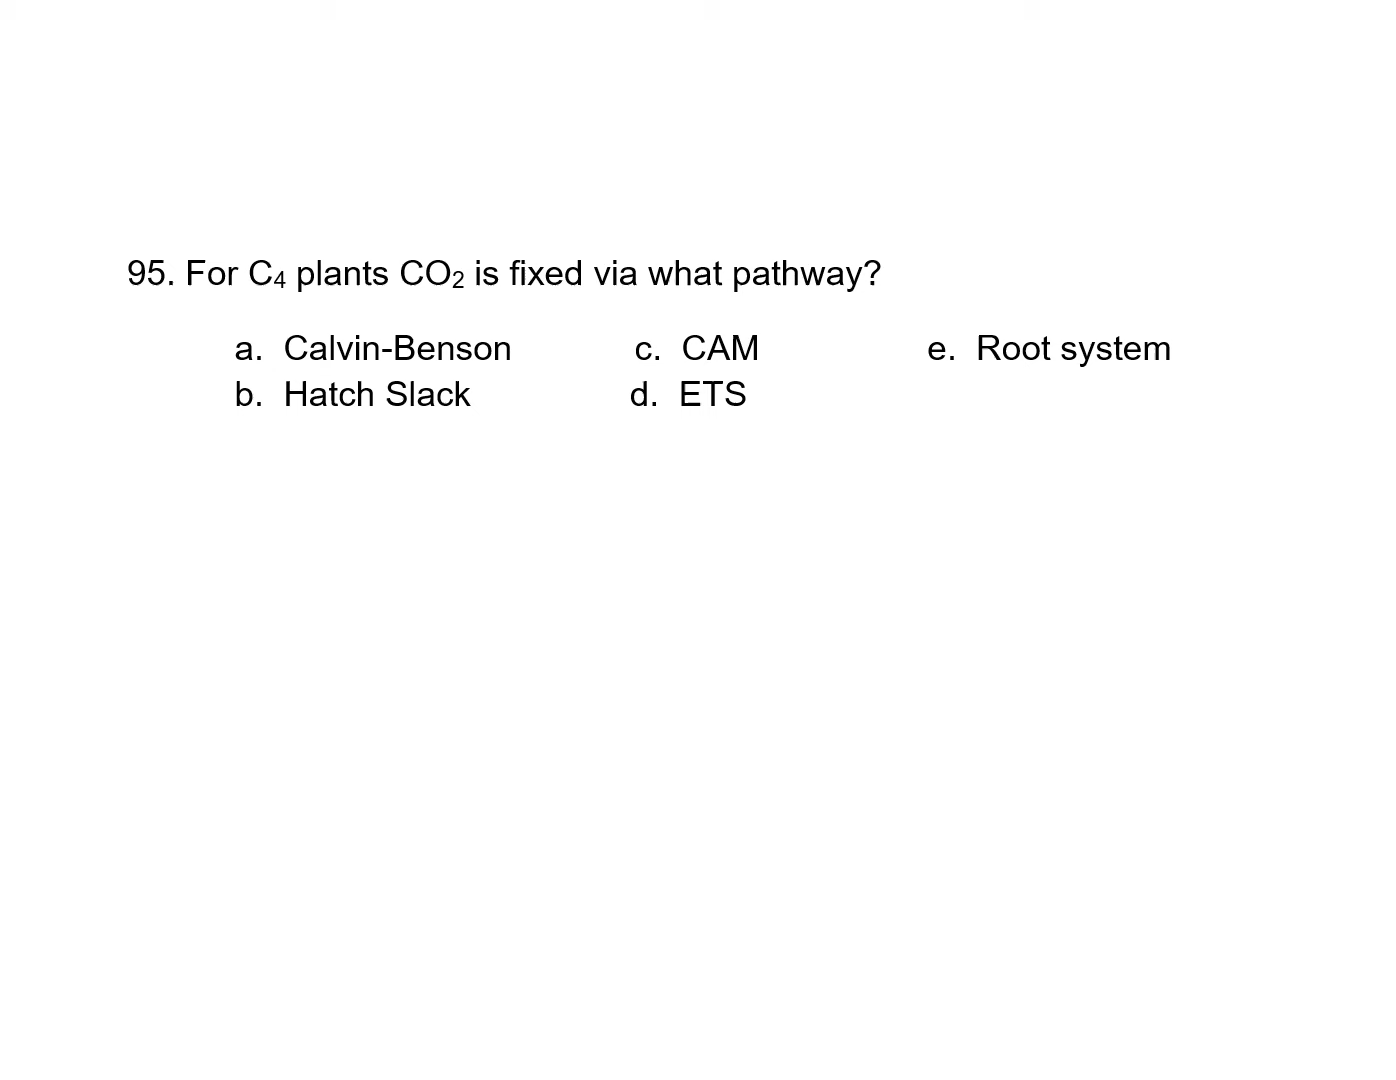 95. For C₄ plants CO₂ is fixed via what pathway?
a. Calvin-Benson c. CAM e. Root system
b. Hatch Slack d. ETS